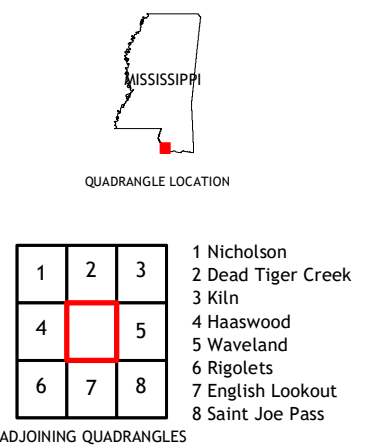 MISSISSIPPI
QUADRANGLE LOCATION
1 2 3
4 5
6 7 8
1 Nicholson
2 Dead Tiger Creek
3 Kiln
4 Haaswood
5 Waveland
6 Rigolets
7 English Lookout
8 Saint Joe Pass
ADJOINING QUADRANGLES